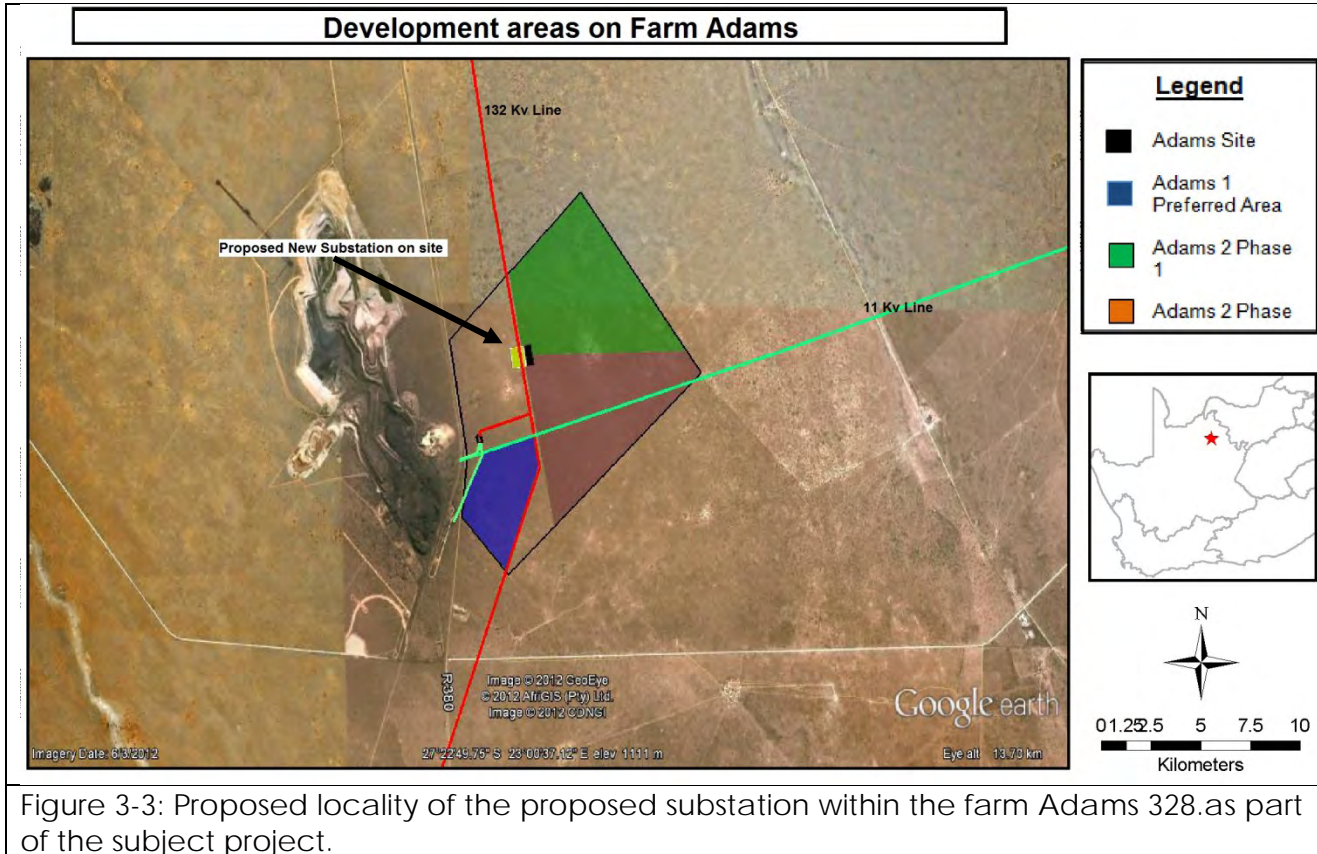 Development areas on Farm Adams
132 Kv Line
Proposed New Substation on site
11 Kv Line
R380
Image © 2012 GeoEye
© 2012 AfriGIS (Pty) Ltd.
Image © 2012 CDNGI
Google earth
Imagery Date: 6/3/2012
27°22'49.75" S 23°00'37.12" E elev 1111 m
Eye alt 13.70 km
Legend
Adams Site
Adams 1
Preferred Area
Adams 2 Phase
1
Adams 2 Phase
N
0 1.25 2.5 5 7.5 10
Kilometers
Figure 3-3: Proposed locality of the proposed substation within the farm Adams 328.as part
of the subject project.